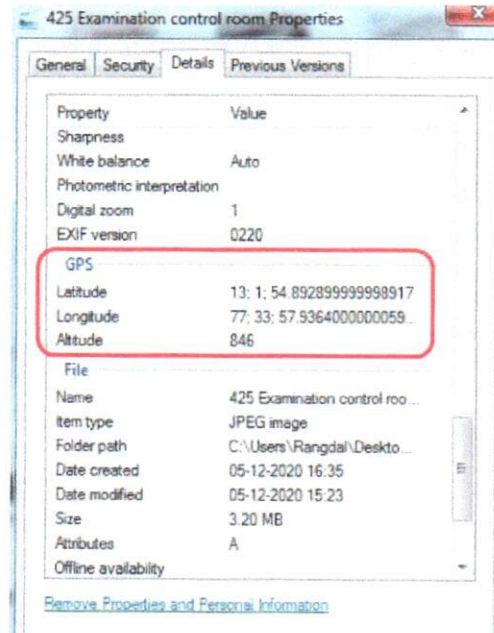 425 Examination control room Properties
General Security Details Previous Versions
Property Value
Sharpness
White balance Auto
Photometric interpretation
Digital zoom 1
EXIF version 0220
GPS
Latitude 13; 1; 54.892899999998917
Longitude 77; 33; 57.9364000000059...
Altitude 846
File
Name 425 Examination control roo...
Item type JPEG image
Folder path C:\Users\Rangdal\Deskto...
Date created 05-12-2020 16:35
Date modified 05-12-2020 15:23
Size 3.20 MB
Attributes A
Offline availability
Remove Properties and Personal Information